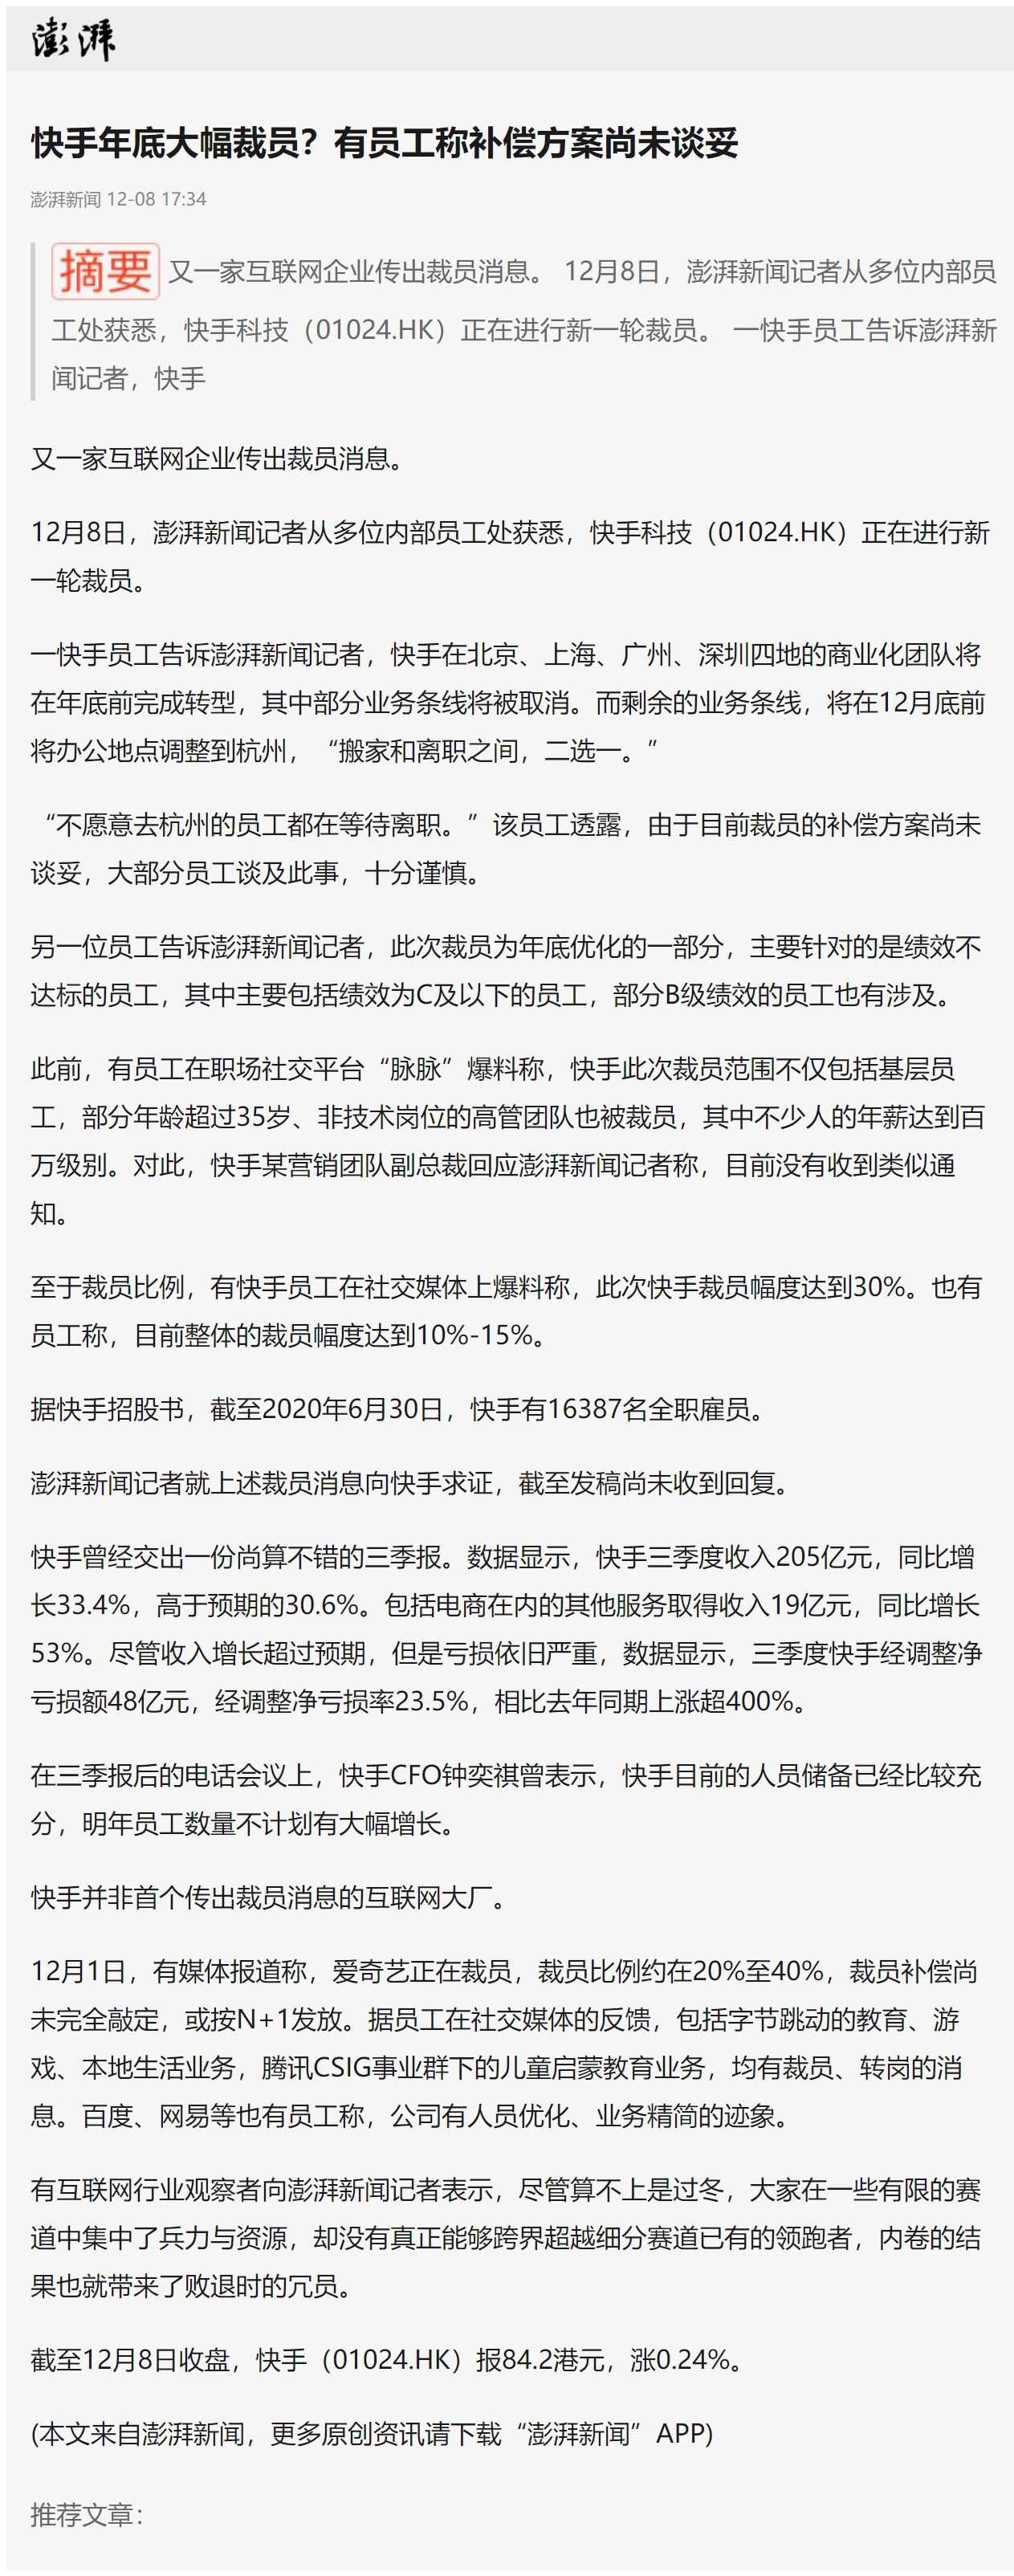 澎湃
快手年底大幅裁员？有员工称补偿方案尚未谈妥
澎湃新闻 12-08 17:34
摘要 又一家互联网企业传出裁员消息。 12月8日，澎湃新闻记者从多位内部员
工处获悉，快手科技（01024.HK）正在进行新一轮裁员。 一快手员工告诉澎湃新
闻记者，快手
又一家互联网企业传出裁员消息。
12月8日，澎湃新闻记者从多位内部员工处获悉，快手科技（01024.HK）正在进行新
一轮裁员。
一快手员工告诉澎湃新闻记者，快手在北京、上海、广州、深圳四地的商业化团队将
在年底前完成转型，其中部分业务条线将被取消。而剩余的业务条线，将在12月底前
将办公地点调整到杭州，“搬家和离职之间，二选一。”
“不愿意去杭州的员工都在等待离职。”该员工透露，由于目前裁员的补偿方案尚未
谈妥，大部分员工谈及此事，十分谨慎。
另一位员工告诉澎湃新闻记者，此次裁员为年底优化的一部分，主要针对的是绩效不
达标的员工，其中主要包括绩效为C及以下的员工，部分B级绩效的员工也有涉及。
此前，有员工在职场社交平台“脉脉”爆料称，快手此次裁员范围不仅包括基层员
工，部分年龄超过35岁、非技术岗位的高管团队也被裁员，其中不少人的年薪达到百
万级别。对此，快手某营销团队副总裁回应澎湃新闻记者称，目前没有收到类似通
知。
至于裁员比例，有快手员工在社交媒体上爆料称，此次快手裁员幅度达到30%。也有
员工称，目前整体的裁员幅度达到10%-15%。
据快手招股书，截至2020年6月30日，快手有16387名全职雇员。
澎湃新闻记者就上述裁员消息向快手求证，截至发稿尚未收到回复。
快手曾经交出一份尚算不错的三季报。数据显示，快手三季度收入205亿元，同比增
长33.4%，高于预期的30.6%。包括电商在内的其他服务取得收入19亿元，同比增长
53%。尽管收入增长超过预期，但是亏损依旧严重，数据显示，三季度快手经调整净
亏损额48亿元，经调整净亏损率23.5%，相比去年同期上涨超400%。
在三季报后的电话会议上，快手CFO钟奕祺曾表示，快手目前的人员储备已经比较充
分，明年员工数量不计划有大幅增长。
快手并非首个传出裁员消息的互联网大厂。
12月1日，有媒体报道称，爱奇艺正在裁员，裁员比例约在20%至40%，裁员补偿尚
未完全敲定，或按N+1发放。据员工在社交媒体的反馈，包括字节跳动的教育、游
戏、本地生活业务，腾讯CSIG事业群下的儿童启蒙教育业务，均有裁员、转岗的消
息。百度、网易等也有员工称，公司有人员优化、业务精简的迹象。
有互联网行业观察者向澎湃新闻记者表示，尽管算不上是过冬，大家在一些有限的赛
道中集中了兵力与资源，却没有真正能够跨界超越细分赛道已有的领跑者，内卷的结
果也就带来了败退时的冗员。
截至12月8日收盘，快手（01024.HK）报84.2港元，涨0.24%。
(本文来自澎湃新闻，更多原创资讯请下载“澎湃新闻”APP)
推荐文章：